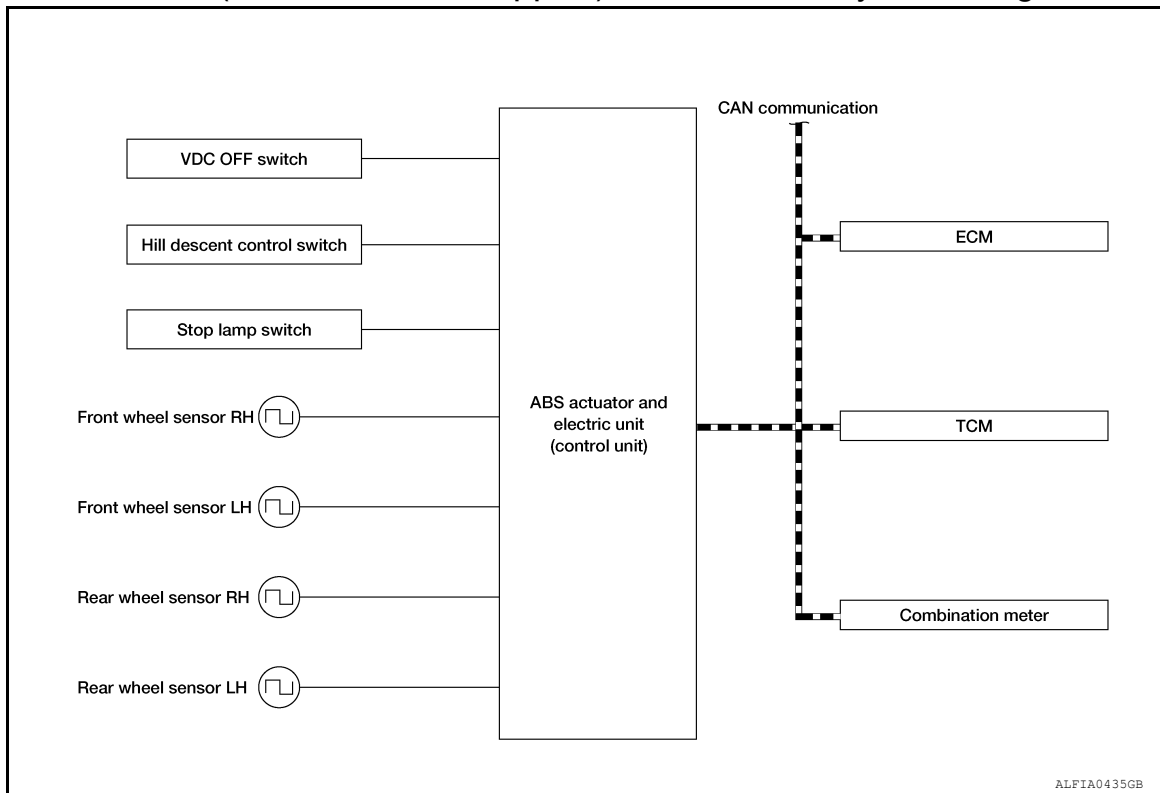 CAN communication
VDC OFF switch
Hill descent control switch
Stop lamp switch
Front wheel sensor RH
Front wheel sensor LH
Rear wheel sensor RH
Rear wheel sensor LH
ABS actuator and
electric unit
(control unit)
ECM
TCM
Combination meter
ALFIA0435GB